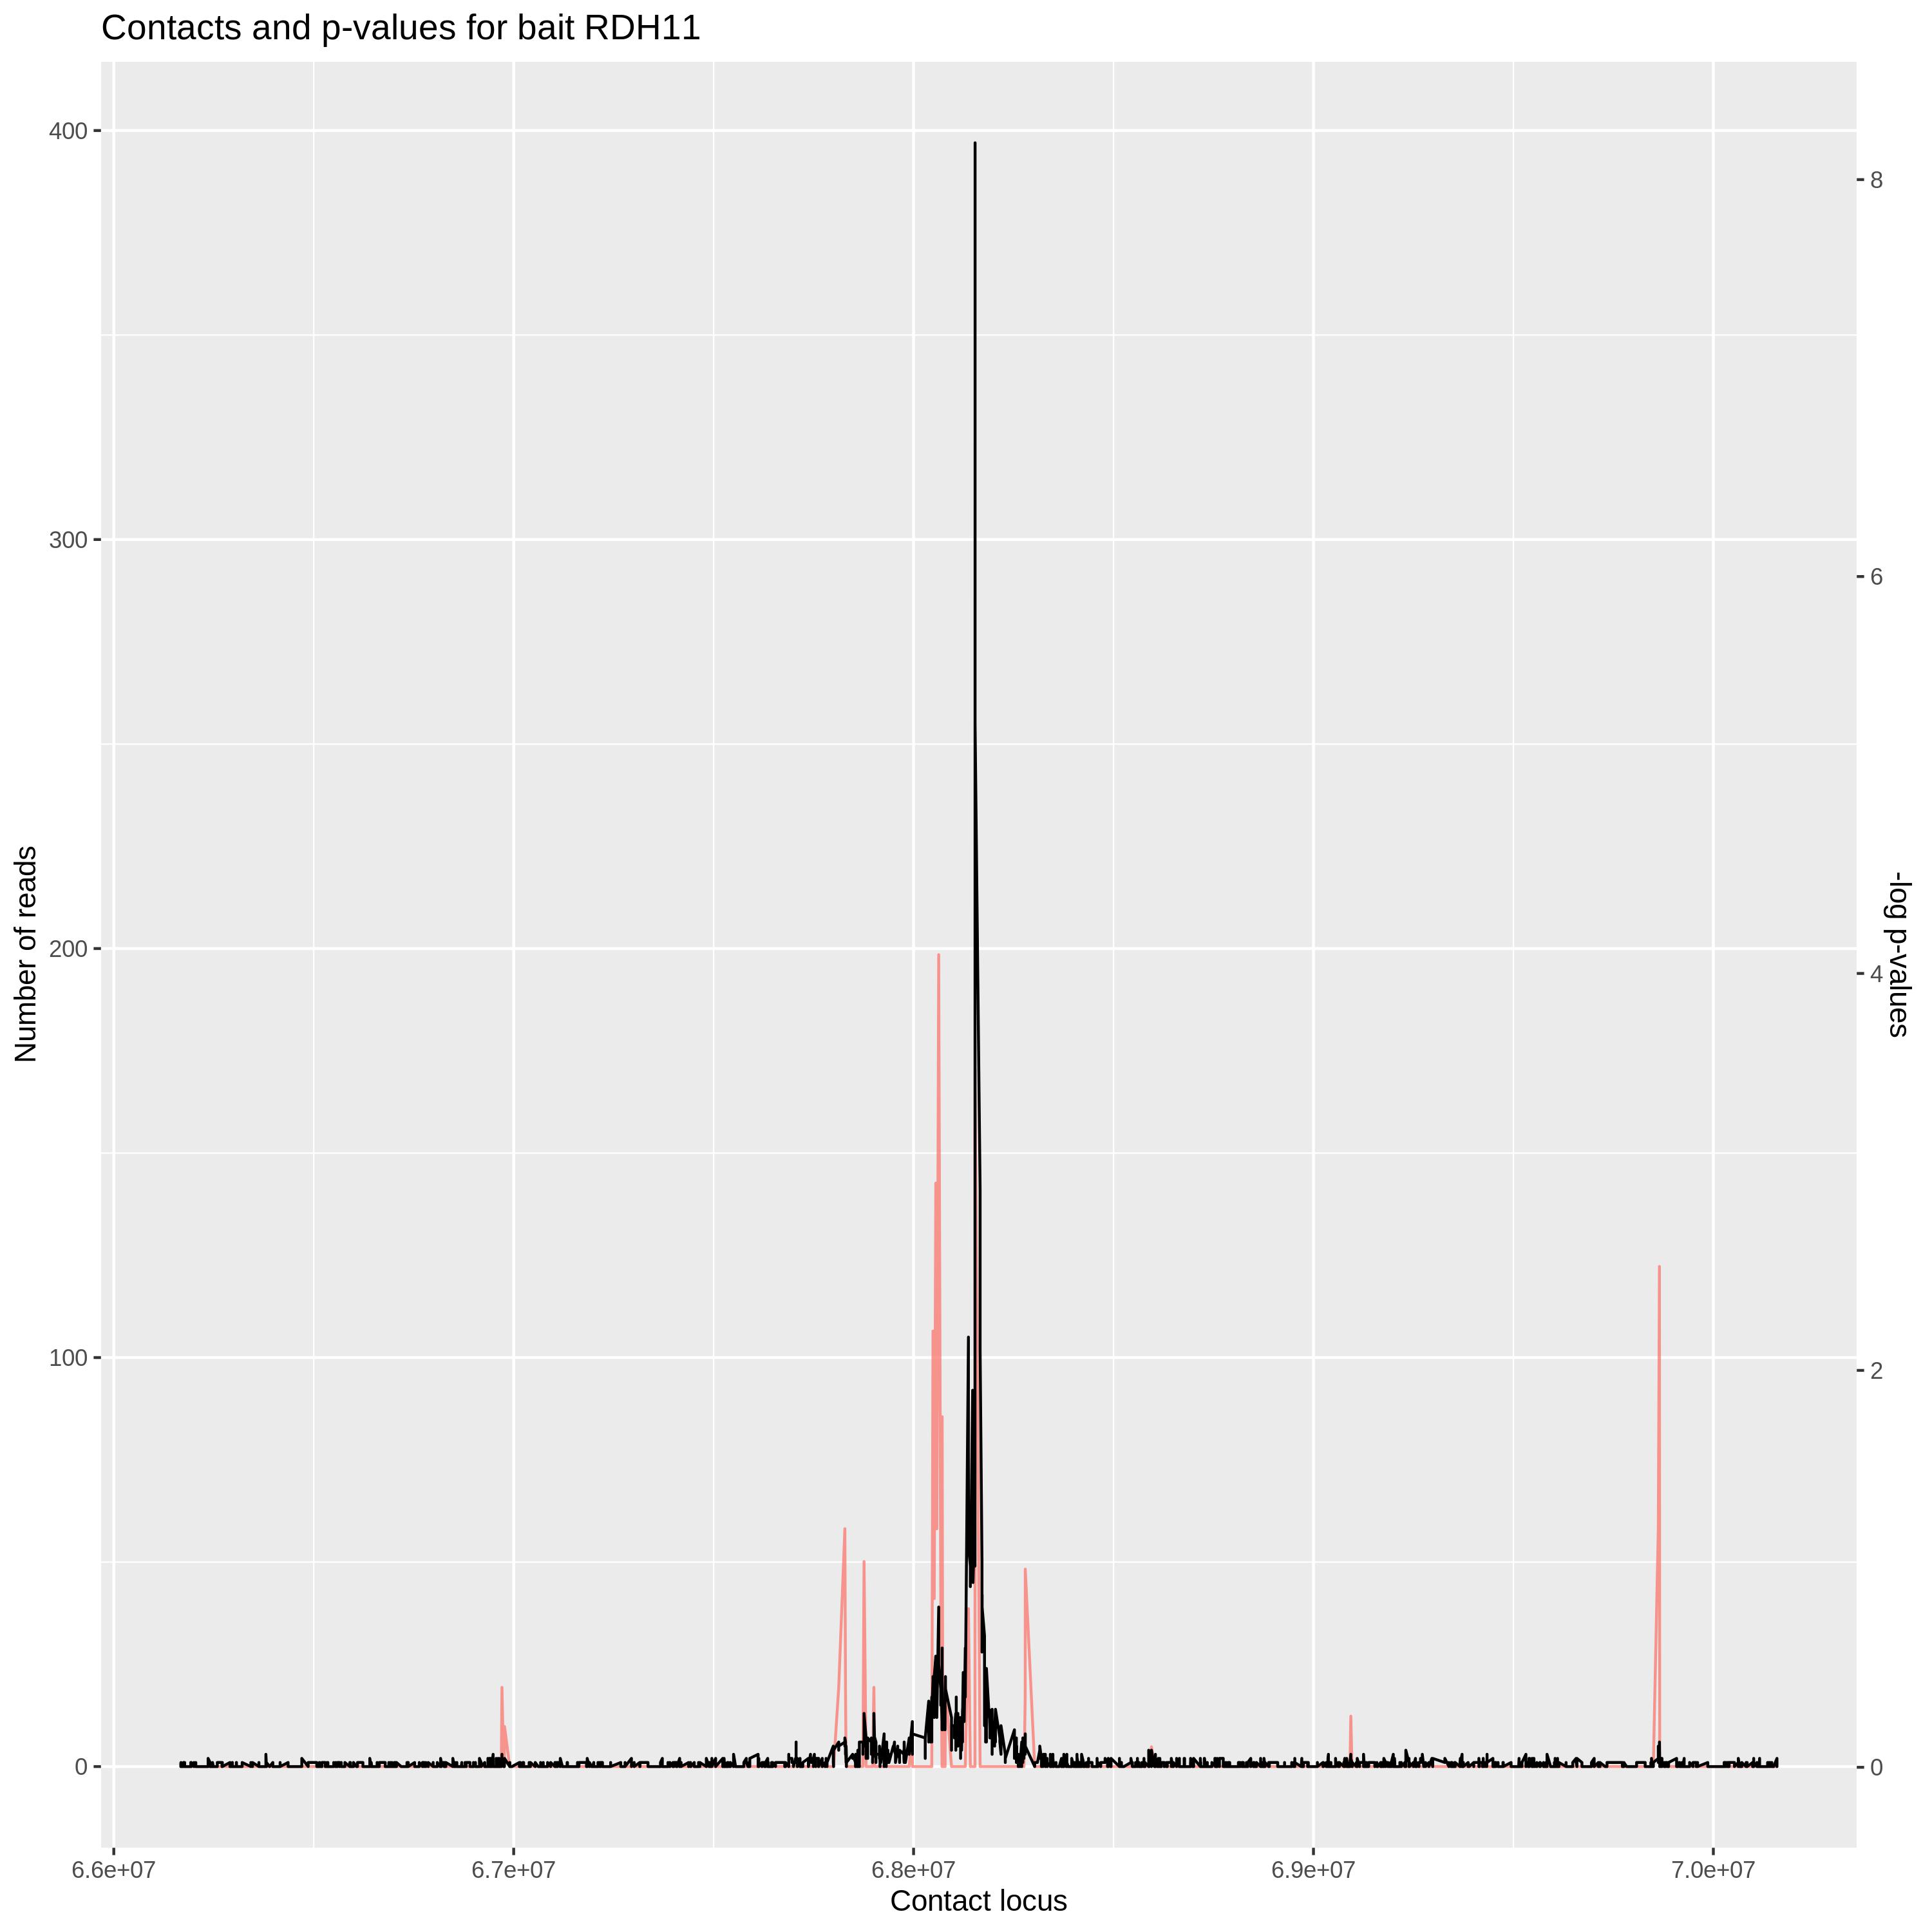 Contacts and p-values for bait RDH11
400
300
200
100
0
Number of reads
8
6
4
2
0
-log p-values
6.6e+07 6.7e+07 6.8e+07 6.9e+07 7.0e+07
Contact locus